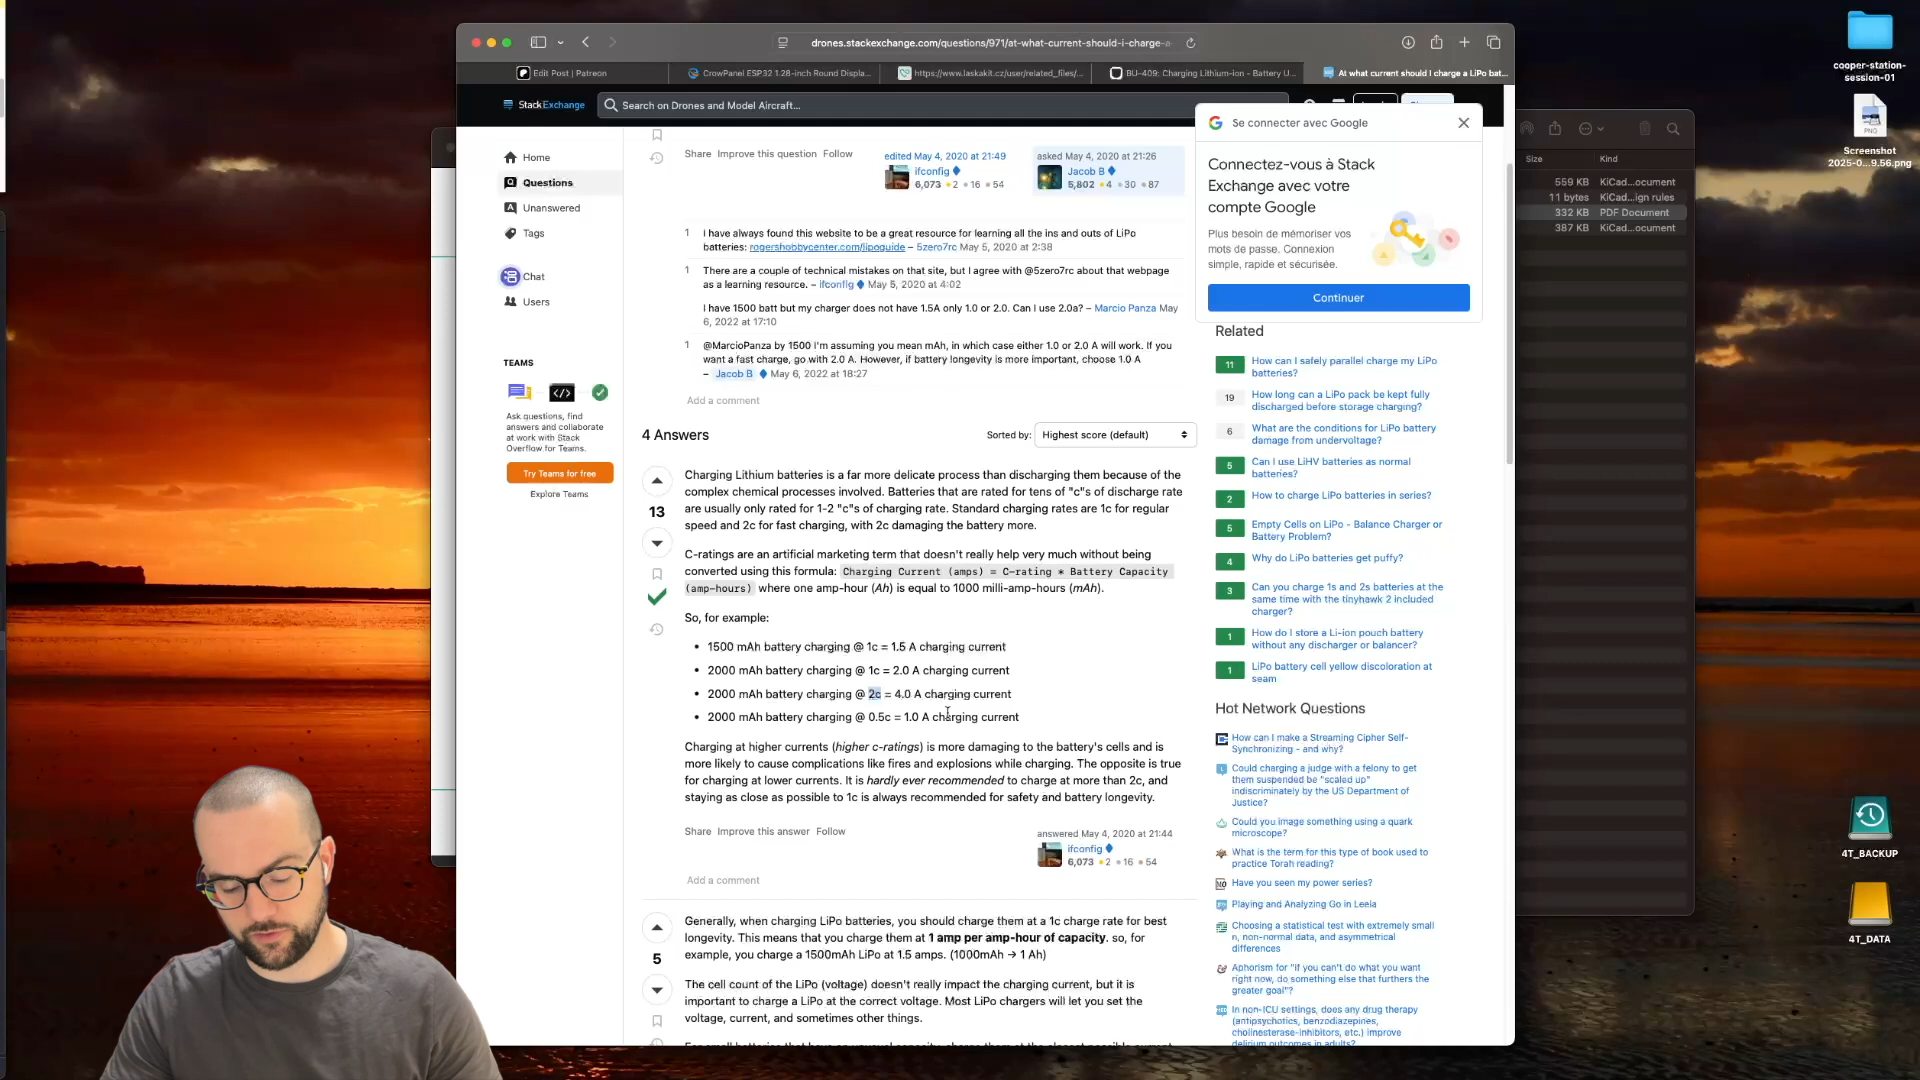 drones.stackexchange.com/questions/971/at-what-current-should-i-charge-a
Edit Post | Patreon
CrowPanel ESP32 1.28-inch Round Displa...
https://www.laskakit.cz/user/related_files/...
BU-409: Charging Lithium-ion - Battery U...
At what current should I charge a LiPo bat...
StackExchange
Search on Drones and Model Aircraft...
Home
Questions
Unanswered
Tags
Chat
Users
TEAMS
Ask questions, find
answers and collaborate
at work with Stack
Overflow for Teams.
Try Teams for free
Explore Teams
Share Improve this question Follow
edited May 4, 2020 at 21:49
ifconfig
6,073 2 16 54
asked May 4, 2020 at 21:26
Jacob B
5,802 4 30 87
1 I have always found this website to be a great resource for learning all the ins and outs of LiPo
batteries: rogershobbycenter.com/lipoguide – 5zero7rc May 5, 2020 at 2:38
1 There are a couple of technical mistakes on that site, but I agree with @5zero7rc about that webpage
as a learning resource. – ifconfig May 5, 2020 at 4:02
I have 1500 batt but my charger does not have 1.5A only 1.0 or 2.0. Can I use 2.0a? – Marcio Panza May
6, 2022 at 17:10
1 @MarcioPanza by 1500 I'm assuming you mean mAh, in which case either 1.0 or 2.0 A will work. If you
want a fast charge, go with 2.0 A. However, if battery longevity is more important, choose 1.0 A
– Jacob B May 6, 2022 at 18:27
Add a comment
4 Answers
Sorted by:
Highest score (default)
13
Charging Lithium batteries is a far more delicate process than discharging them because of the
complex chemical processes involved. Batteries that are rated for tens of "c"s of discharge rate
are usually only rated for 1-2 "c"s of charging rate. Standard charging rates are 1c for regular
speed and 2c for fast charging, with 2c damaging the battery more.
C-ratings are an artificial marketing term that doesn't really help very much without being
converted using this formula: Charging Current (amps) = C-rating * Battery Capacity
(amp-hours) where one amp-hour (Ah) is equal to 1000 milli-amp-hours (mAh).
So, for example:
• 1500 mAh battery charging @ 1c = 1.5 A charging current
• 2000 mAh battery charging @ 1c = 2.0 A charging current
• 2000 mAh battery charging @ 2c = 4.0 A charging current
• 2000 mAh battery charging @ 0.5c = 1.0 A charging current
Charging at higher currents (higher c-ratings) is more damaging to the battery's cells and is
more likely to cause complications like fires and explosions while charging. The opposite is true
for charging at lower currents. It is hardly ever recommended to charge at more than 2c, and
staying as close as possible to 1c is always recommended for safety and battery longevity.
Share Improve this answer Follow
answered May 4, 2020 at 21:44
ifconfig
6,073 2 16 54
Add a comment
5
Generally, when charging LiPo batteries, you should charge them at a 1c charge rate for best
longevity. This means that you charge them at 1 amp per amp-hour of capacity. so, for
example, you charge a 1500mAh LiPo at 1.5 amps. (1000mAh → 1 Ah)
The cell count of the LiPo (voltage) doesn't really impact the charging current, but it is
important to charge a LiPo at the correct voltage. Most LiPo chargers will let you set the
voltage, current, and sometimes other things.
Se connecter avec Google
Connectez-vous à Stack
Exchange avec votre
compte Google
Plus besoin de mémoriser vos
mots de passe. Connexion
simple, rapide et sécurisée.
Continuer
Related
11 How can I safely parallel charge my LiPo
batteries?
19 How long can a LiPo pack be kept fully
discharged before storage charging?
6 What are the conditions for LiPo battery
damage from undervoltage?
5 Can I use LiHV batteries as normal
batteries?
2 How to charge LiPo batteries in series?
5 Empty Cells on LiPo - Balance Charger or
Battery Problem?
4 Why do LiPo batteries get puffy?
3 Can you charge 1s and 2s batteries at the
same time with the tinyhawk 2 included
charger?
1 How do I store a Li-ion pouch battery
without any discharger or balancer?
1 LiPo battery cell yellow discoloration at
seam
Hot Network Questions
How can I make a Streaming Cipher Self-
Synchronizing - and why?
Could charging a judge with a felony to get
them suspended be "scaled up"
indiscriminately by the US Department of
Justice?
Could you image something using a quark
microscope?
What is the term for this type of book used to
practice Torah reading?
Have you seen my power series?
Playing and Analyzing Go in Leela
Choosing a statistical test with extremely small
n, non-normal data, and asymmetrical
differences
Aphorism for "if you can't do what you want
right now, do something else that furthers the
greater goal"?
In non-ICU settings, does any drug therapy
(antipsychotics, benzodiazepines,
cholinesterase-inhibitors, etc.) improve
delirium outcomes in adults?
Size Kind
559 KB KiCad...ocument
11 bytes KiCad...ign rules
332 KB PDF Document
387 KB KiCad...ocument
cooper-station-
session-01
PNG
Screenshot
2025-0...9.56.png
4T_BACKUP
4T_DATA